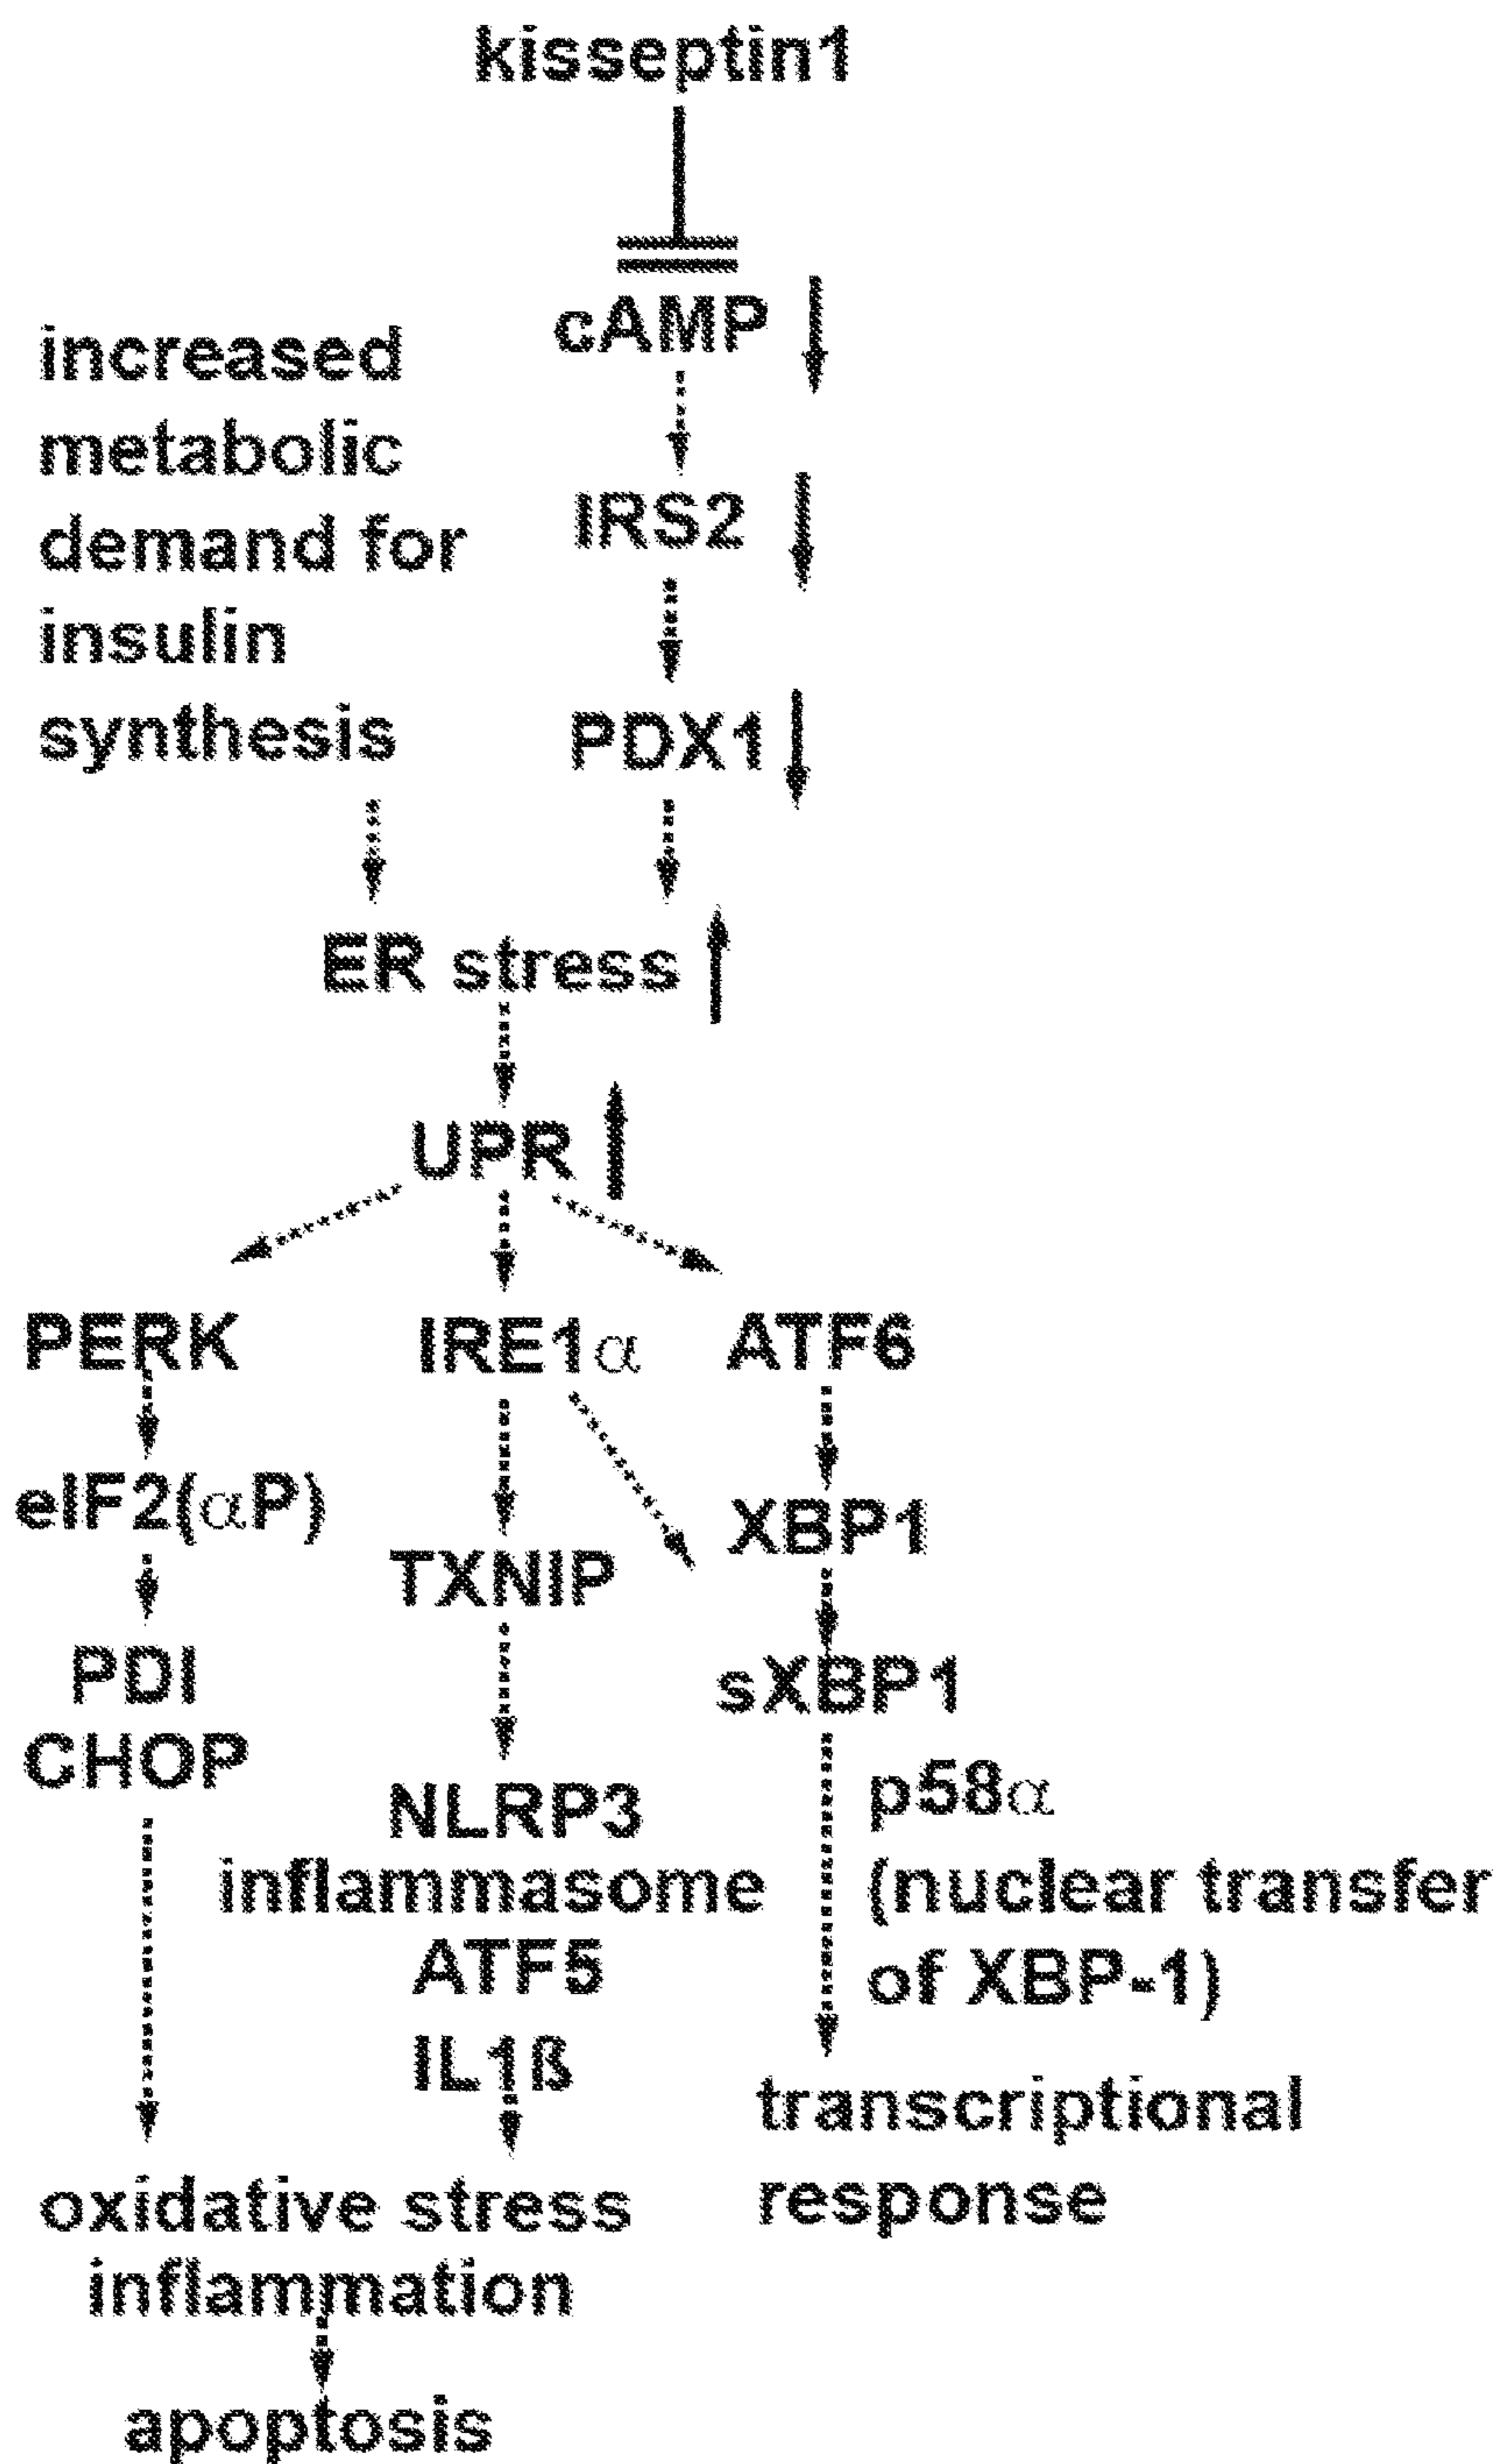 kisseptin1
cAMP
increased
metabolic
demand for
insulin
synthesis
IRS2
PDX1
ER stress
UPR
PERK
IRE1α
ATF6
eIF2(αP)
XBP1
TXNIP
PDI
CHOP
sXBP1
NLRP3
inflammasome
ATF5
IL1ß
p58α
(nuclear transfer
of XBP-1)
transcriptional
response
oxidative stress
inflammation
apoptosis